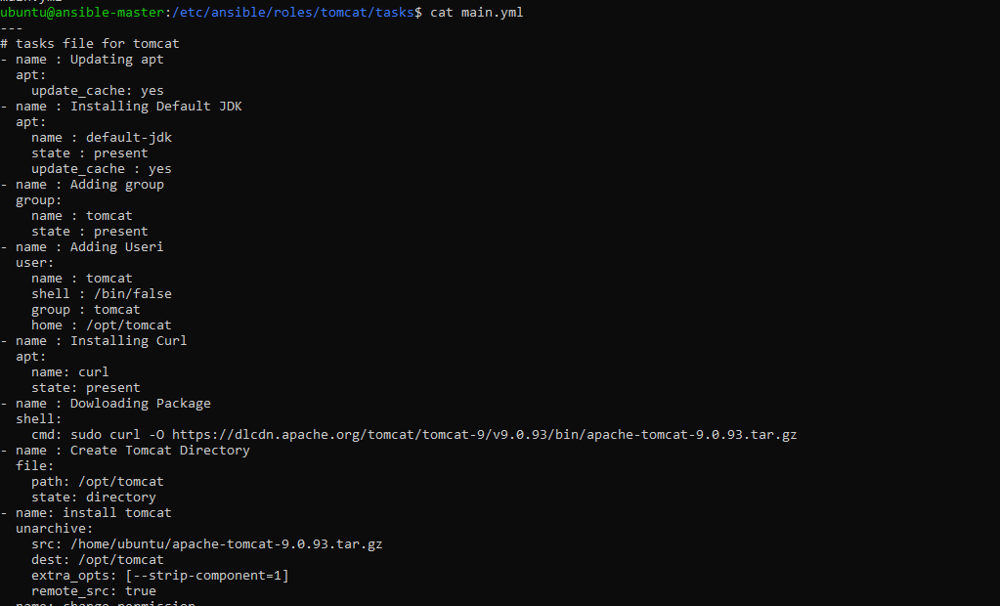 ubuntu@ansible-master:/etc/ansible/roles/tomcat/tasks$ cat main.yml
---
# tasks file for tomcat
- name : Updating apt
  apt:
    update_cache: yes
- name : Installing Default JDK
  apt:
    name : default-jdk
    state : present
    update_cache : yes
- name : Adding group
  group:
    name : tomcat
    state : present
- name : Adding Useri
  user:
    name : tomcat
    shell : /bin/false
    group : tomcat
    home : /opt/tomcat
- name : Installing Curl
  apt:
    name: curl
    state: present
- name : Dowloading Package
  shell:
    cmd: sudo curl -O https://dlcdn.apache.org/tomcat/tomcat-9/v9.0.93/bin/apache-tomcat-9.0.93.tar.gz
- name : Create Tomcat Directory
  file:
    path: /opt/tomcat
    state: directory
- name: install tomcat
  unarchive:
    src: /home/ubuntu/apache-tomcat-9.0.93.tar.gz
    dest: /opt/tomcat
    extra_opts: [--strip-component=1]
    remote_src: true
- name: change permission